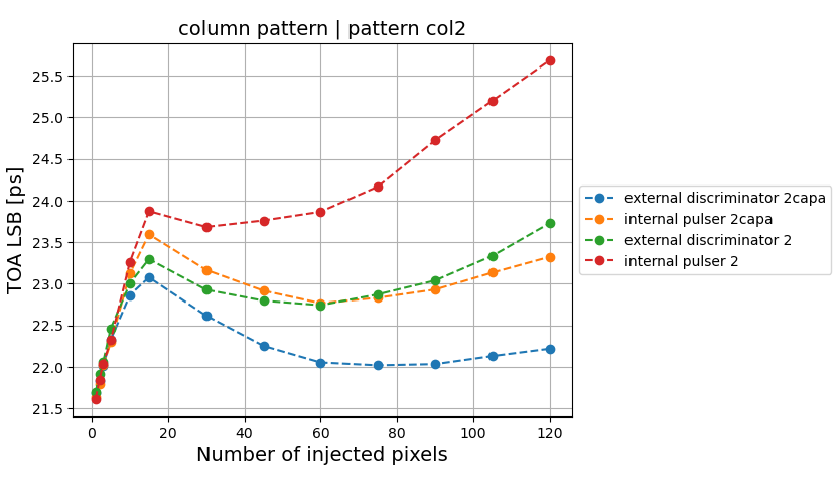 column pattern | pattern col2
25.5
25.0
24.5
24.0
23.5
23.0
22.5
22.0
21.5
TOA LSB [ps]
0 20 40 60 80 100 120
Number of injected pixels
external discriminator 2capa
internal pulser 2capa
external discriminator 2
internal pulser 2